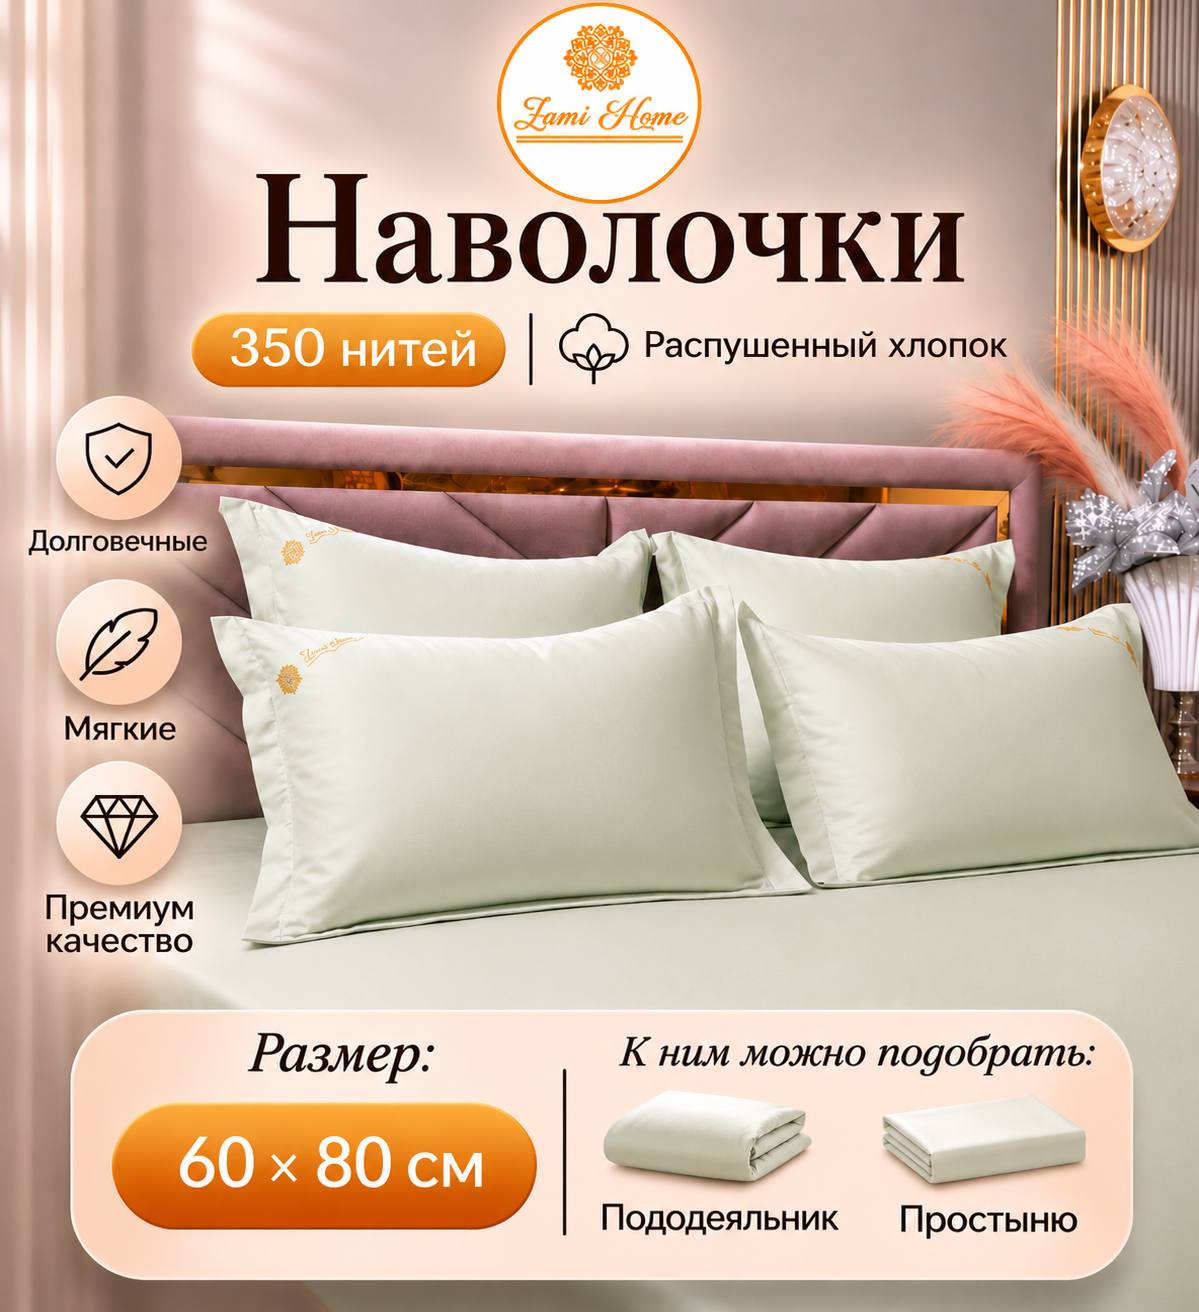 Zami Home
Наволочки
350 нитей
Распушенный хлопок
Долговечные
Мягкие
Премиум
качество
Размер:
60 × 80 см
К ним можно подобрать:
Пододеяльник
Простыню